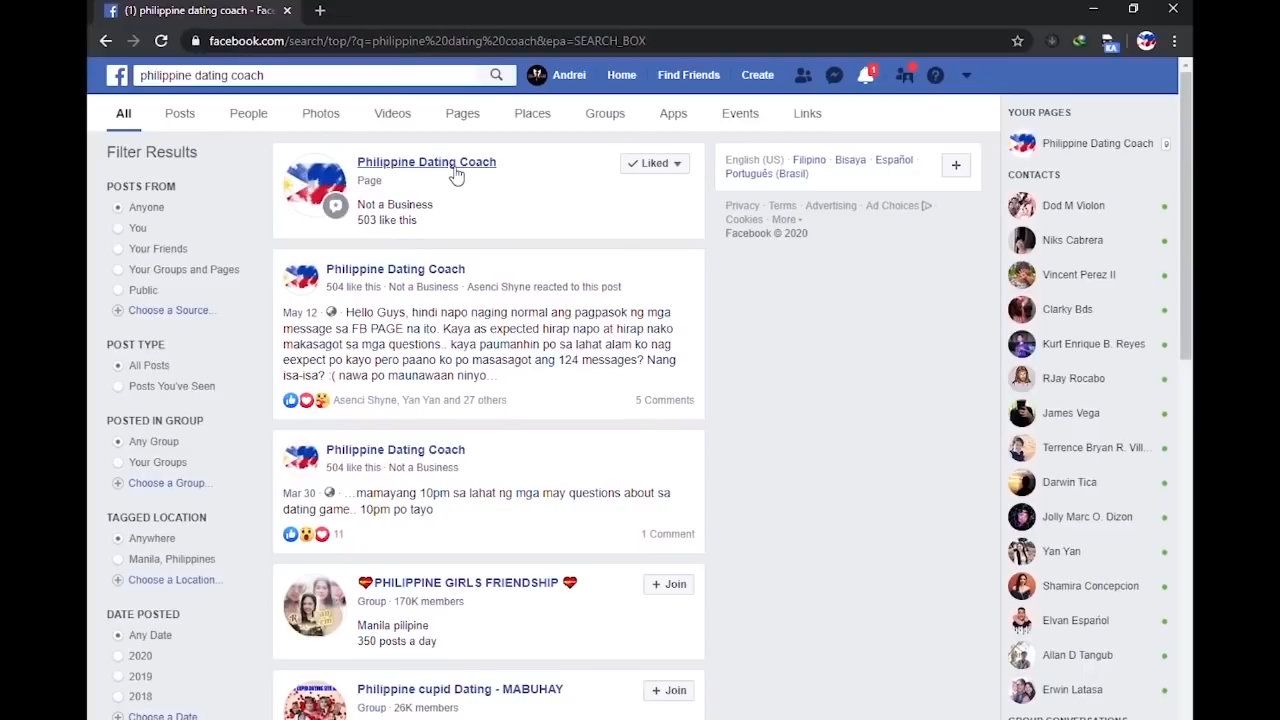 (1) philippine dating coach - Fac
facebook.com/search/top/?q=philippine%20dating%20coach&epa=SEARCH_BOX
KA
philippine dating coach
Andrei
Home
Find Friends
Create
1
All
Posts
People
Photos
Videos
Pages
Places
Groups
Apps
Events
Links
Filter Results
POSTS FROM
Anyone
You
Your Friends
Your Groups and Pages
Public
Choose a Source...
POST TYPE
All Posts
Posts You've Seen
POSTED IN GROUP
Any Group
Your Groups
Choose a Group...
TAGGED LOCATION
Anywhere
Manila, Philippines
Choose a Location...
DATE POSTED
Any Date
2020
2019
2018
Choose a Date
Philippine Dating Coach
Page
Not a Business
503 like this
Liked
Philippine Dating Coach
504 like this · Not a Business · Asenci Shyne reacted to this post
May 12 · Hello Guys, hindi napo naging normal ang pagpasok ng mga
message sa FB PAGE na ito. Kaya as expected hirap napo at hirap nako
makasagot sa mga questions.. kaya paumanhin po sa lahat alam ko nag
eexpect po kayo pero paano ko po masasagot ang 124 messages? Nang
isa-isa? :( nawa po maunawaan ninyo…
Asenci Shyne, Yan Yan and 27 others
5 Comments
Philippine Dating Coach
504 like this · Not a Business
Mar 30 · …mamayang 10pm sa lahat ng mga may questions about sa
dating game.. 10pm po tayo
11
1 Comment
❤PHILIPPINE GIRLS FRIENDSHIP ❤
Group · 170K members
Manila pilipine
350 posts a day
+ Join
Philippine cupid Dating - MABUHAY
Group · 26K members
+ Join
English (US) · Filipino · Bisaya · Español ·
Português (Brasil)
+
Privacy · Terms · Advertising · Ad Choices ·
Cookies · More
Facebook © 2020
YOUR PAGES
Philippine Dating Coach
9
CONTACTS
Dod M Violon
Niks Cabrera
Vincent Perez II
Clarky Bds
Kurt Enrique B. Reyes
RJay Rocabo
James Vega
Terrence Bryan R. Vill...
Darwin Tica
Jolly Marc O. Dizon
Yan Yan
Shamira Concepcion
Elvan Español
Allan D Tangub
Erwin Latasa